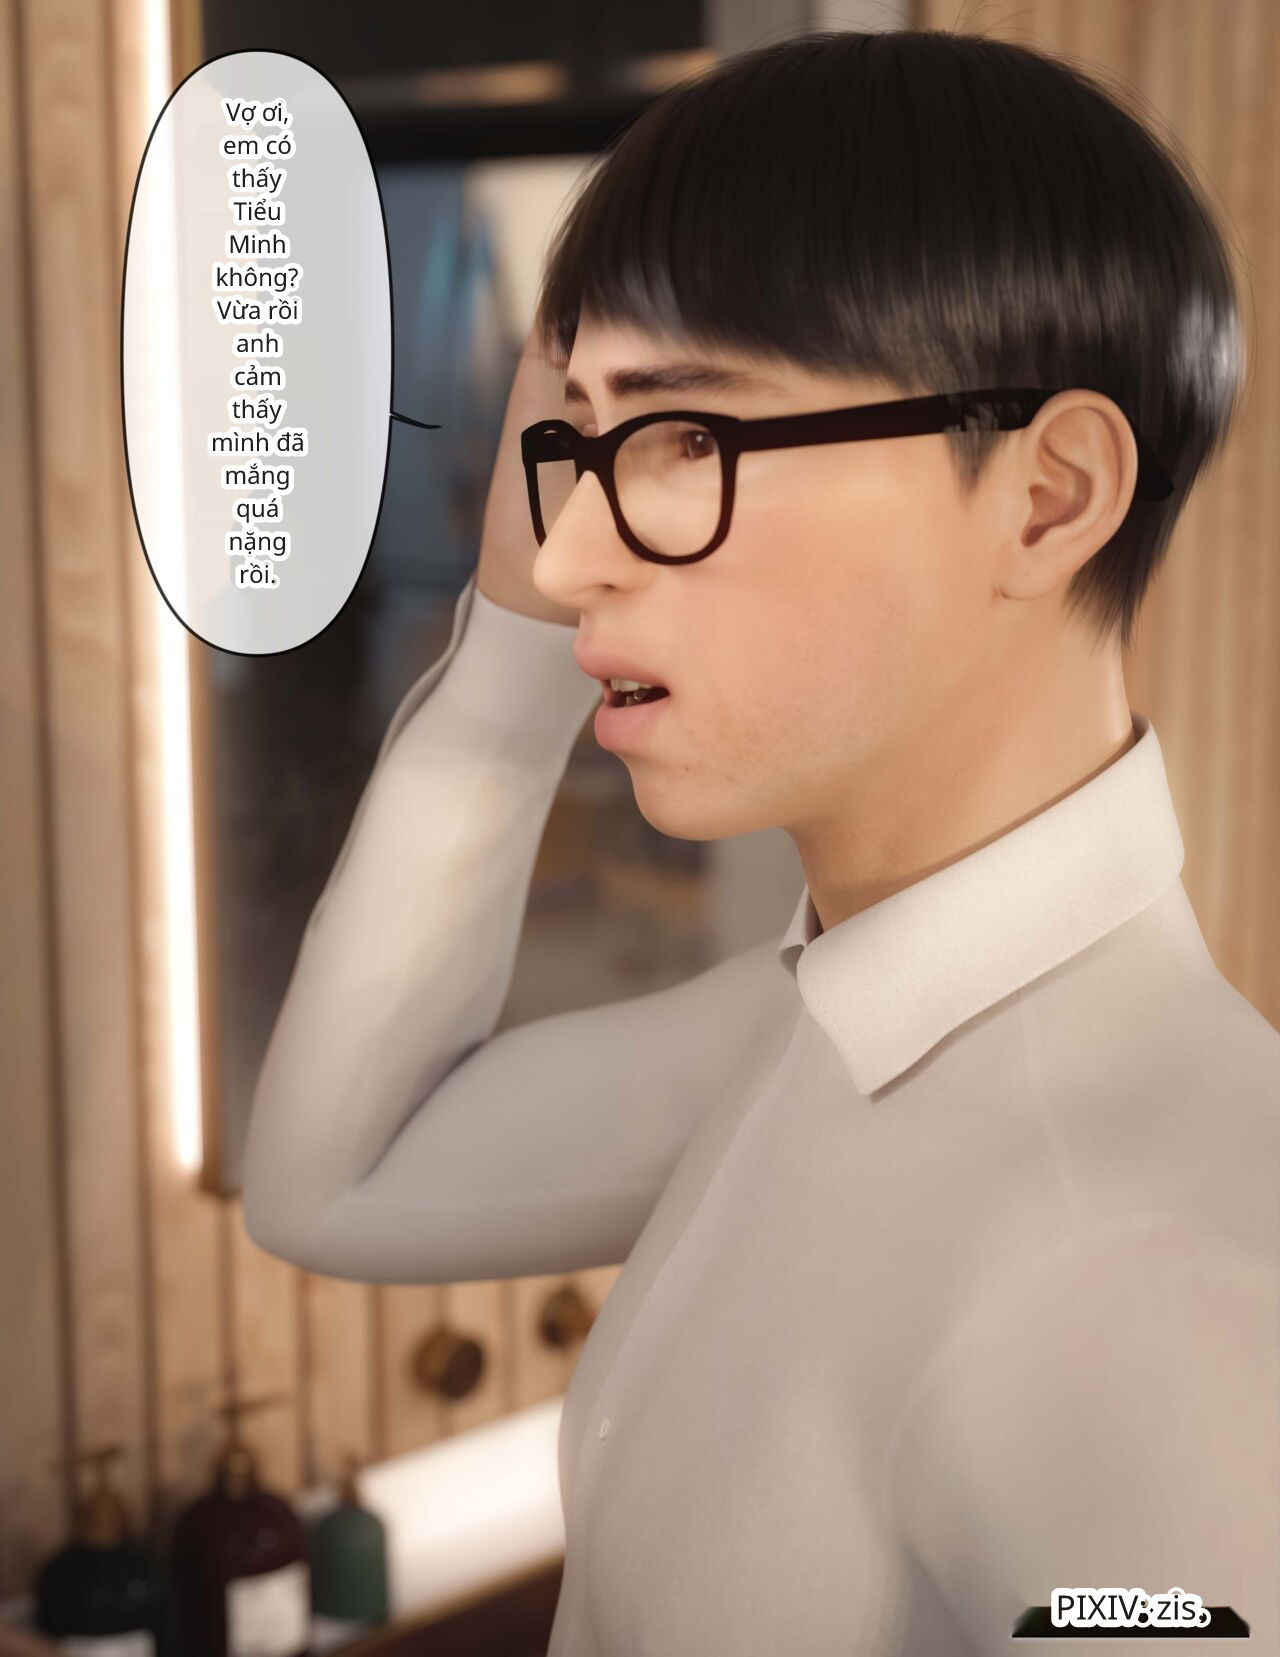 Vợ ơi,
em có
thấy
Tiểu
Minh
không?
Vừa rồi
anh
cảm
thấy
mình đã
mắng
quá
nặng
rồi.
PIXIV: zis.